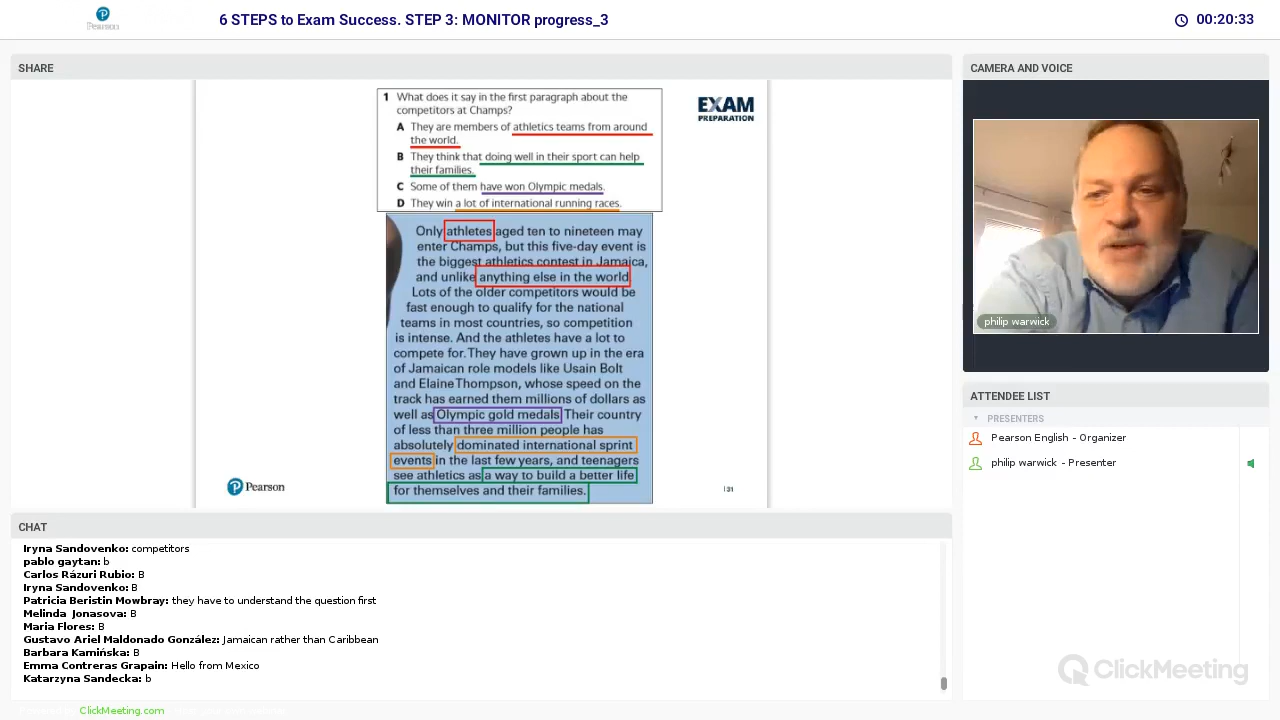 Pearson
6 STEPS to Exam Success. STEP 3: MONITOR progress_3
00:20:33
SHARE
1 What does it say in the first paragraph about the
competitors at Champs?
A They are members of athletics teams from around
the world.
B They think that doing well in their sport can help
their families.
C Some of them have won Olympic medals.
D They win a lot of international running races.
EXAM
PREPARATION
Only athletes aged ten to nineteen may
enter Champs, but this five-day event is
the biggest athletics contest in Jamaica,
and unlike anything else in the world
Lots of the older competitors would be
fast enough to qualify for the national
teams in most countries, so competition
is intense. And the athletes have a lot to
compete for. They have grown up in the era
of Jamaican role models like Usain Bolt
and Elaine Thompson, whose speed on the
track has earned them millions of dollars as
well as Olympic gold medals Their country
of less than three million people has
absolutely dominated international sprint
events in the last few years, and teenagers
see athletics as a way to build a better life
for themselves and their families.
Pearson
31
CAMERA AND VOICE
philip warwick
ATTENDEE LIST
PRESENTERS
Pearson English - Organizer
philip warwick - Presenter
CHAT
Iryna Sandovenko: competitors
pablo gaytan: b
Carlos Rázuri Rubio: B
Iryna Sandovenko: B
Patricia Beristin Mowbray: they have to understand the question first
Melinda Jonasova: B
Maria Flores: B
Gustavo Ariel Maldonado González: Jamaican rather than Caribbean
Barbara Kamińska: B
Emma Contreras Grapain: Hello from Mexico
Katarzyna Sandecka: b
ClickMeeting
ClickMeeting.com